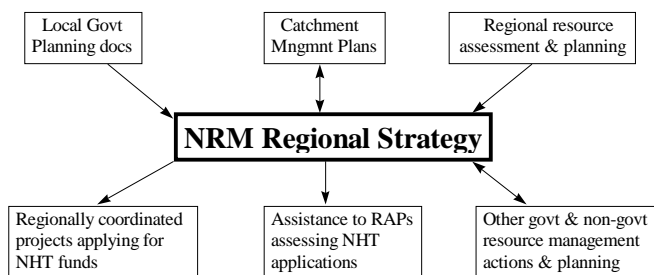 Local Govt
Planning docs
Catchment
Mngmnt Plans
Regional resource
assessment & planning
NRM Regional Strategy
Regionally coordinated
projects applying for
NHT funds
Assistance to RAPs
assessing NHT
applications
Other govt & non-govt
resource management
actions & planning